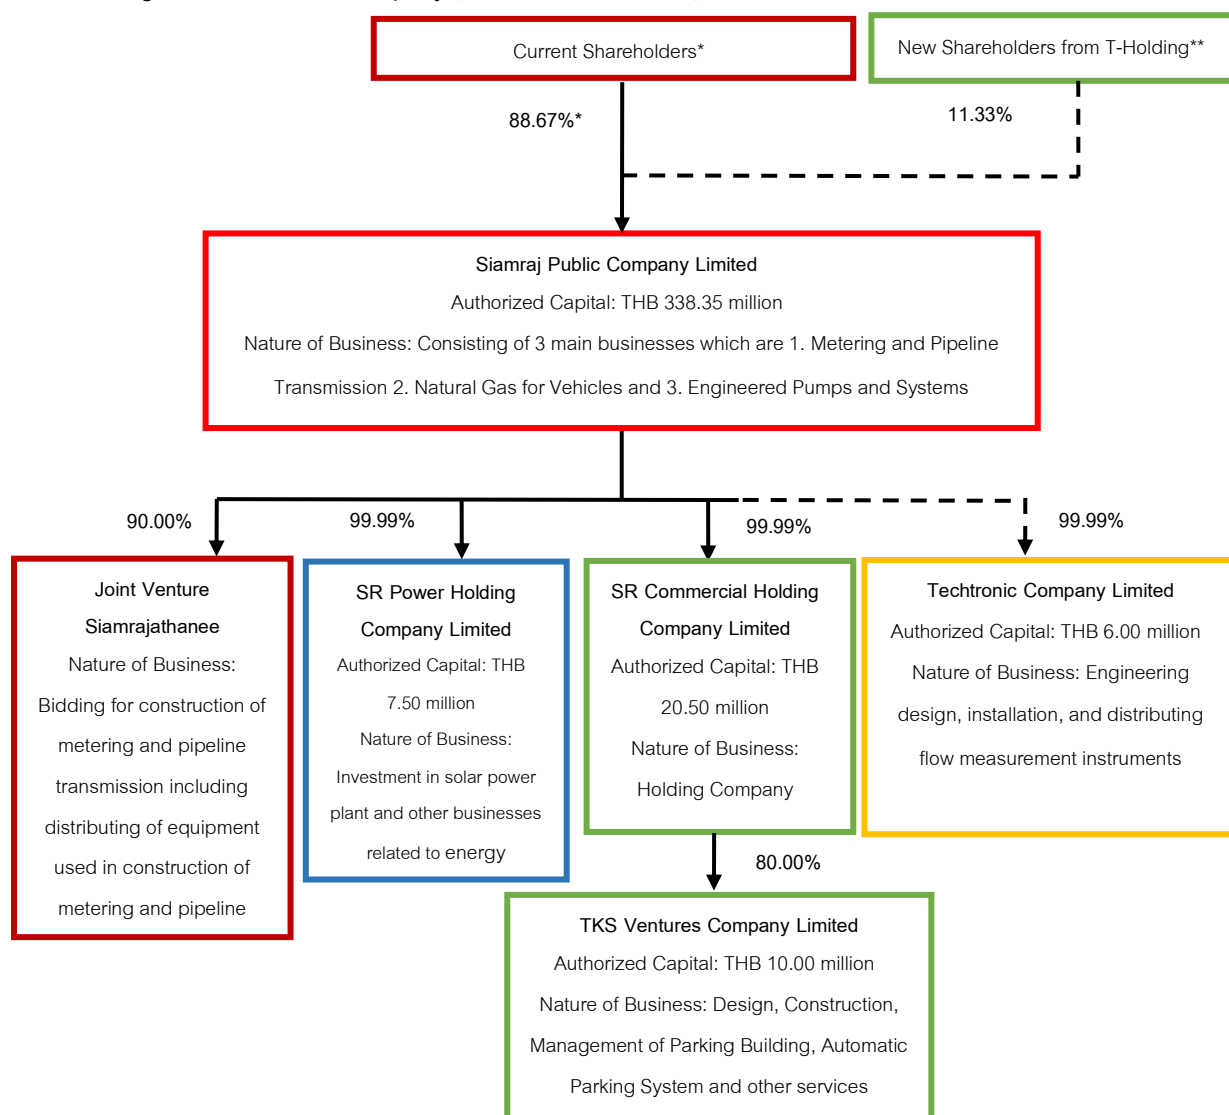 Current Shareholders*
New Shareholders from T-Holding**
88.67%*
11.33%
Siamraj Public Company Limited
Authorized Capital: THB 338.35 million
Nature of Business: Consisting of 3 main businesses which are 1. Metering and Pipeline
Transmission 2. Natural Gas for Vehicles and 3. Engineered Pumps and Systems
90.00%
99.99%
99.99%
99.99%
Joint Venture
Siamrajathanee
Nature of Business:
Bidding for construction of
metering and pipeline
transmission including
distributing of equipment
used in construction of
metering and pipeline
SR Power Holding
Company Limited
Authorized Capital: THB
7.50 million
Nature of Business:
Investment in solar power
plant and other businesses
related to energy
SR Commercial Holding
Company Limited
Authorized Capital: THB
20.50 million
Nature of Business:
Holding Company
Techtronic Company Limited
Authorized Capital: THB 6.00 million
Nature of Business: Engineering
design, installation, and distributing
flow measurement instruments
80.00%
TKS Ventures Company Limited
Authorized Capital: THB 10.00 million
Nature of Business: Design, Construction,
Management of Parking Building, Automatic
Parking System and other services